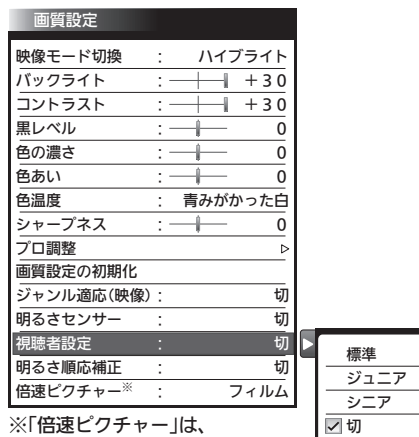 画質設定
映像モード切換 : ハイブライト
バックライト : +30
コントラスト : +30
黒レベル : 0
色の濃さ : 0
色あい : 0
色温度 : 青みがかった白
シャープネス : 0
プロ調整
画質設定の初期化
ジャンル適応(映像) : 切
明るさセンサー : 切
視聴者設定 : 切
明るさ順応補正 : 切
倍速ピクチャー※ : フィルム
標準
ジュニア
シニア
切
※「倍速ピクチャー」は、